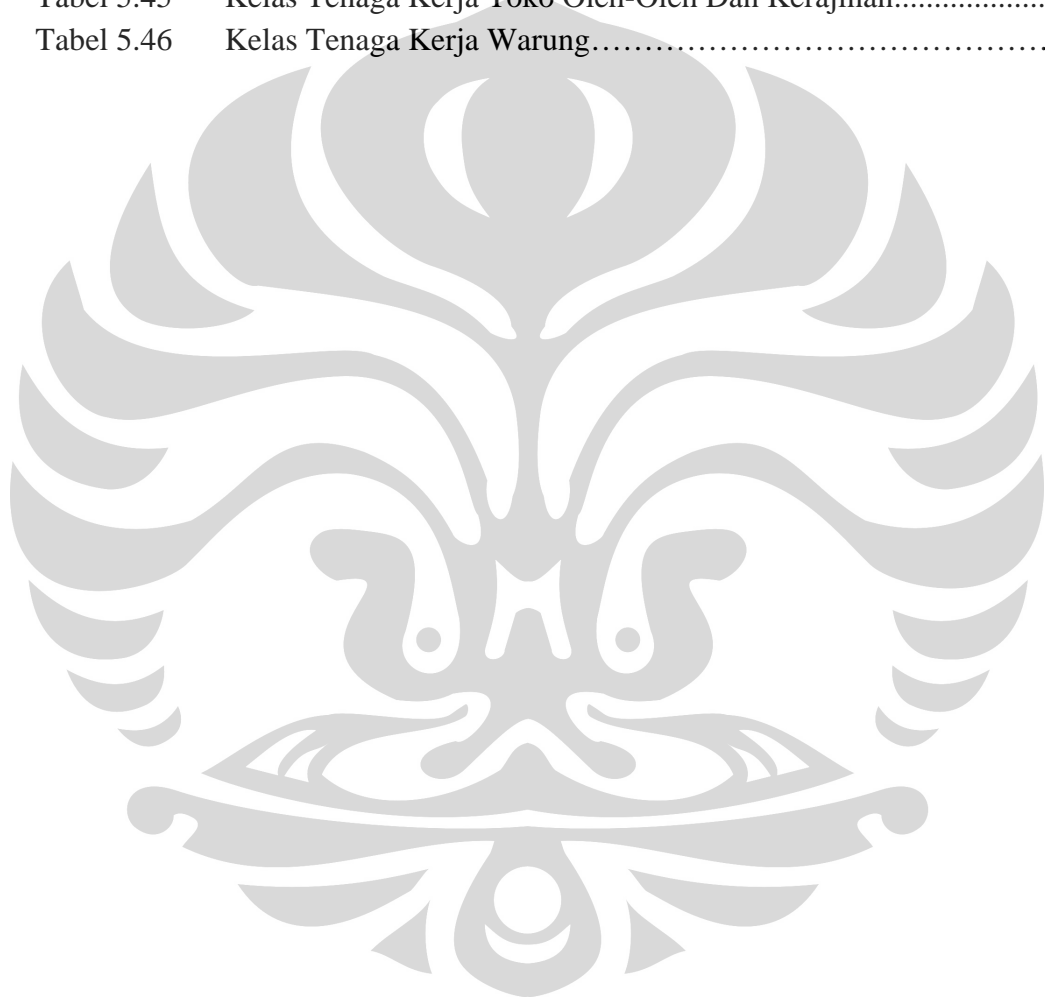 Tabel 5.45 Kelas Tenaga Kerja Toko Oleh-Oleh Dan Kerajinan......................
Tabel 5.46 Kelas Tenaga Kerja Warung……………………………………….